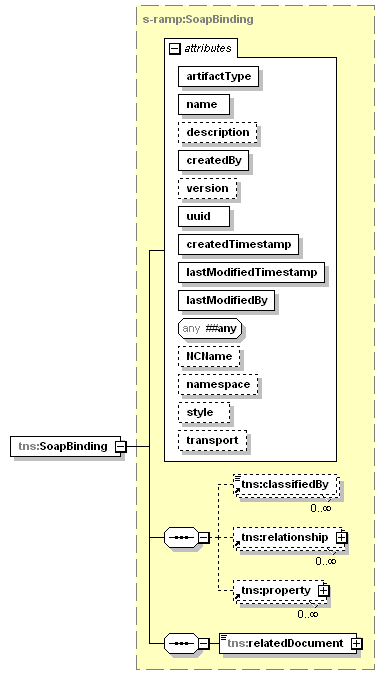 s-ramp:SoapBinding
attributes
artifactType
name
description
createdBy
version
uuid
createdTimestamp
lastModifiedTimestamp
lastModifiedBy
any ##any
NCName
namespace
style
transport
tns:SoapBinding
tns:classifiedBy
0..∞
tns:relationship
0..∞
tns:property
0..∞
tns:relatedDocument